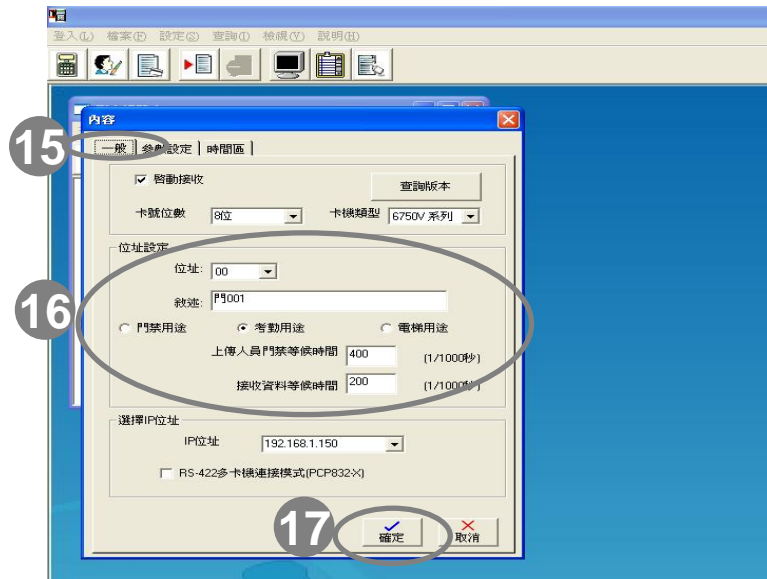 登入(L) 檔案(F) 設定(S) 查詢(I) 檢視(V) 說明(H)
內容
15
一般 參數設定 時間區
啓動接收
查詢版本
卡號位數 8位 卡機類型 6750V 系列
位址設定
位址: 00
16
敘述: 門001
門禁用途 考勤用途 電梯用途
上傳人員門禁等候時間 400 (1/1000秒)
接收資料等候時間 200 (1/1000秒)
選擇IP位址
IP位址 192.168.1.150
RS-422多卡機連接模式(PCP832-X)
17
確定 取消